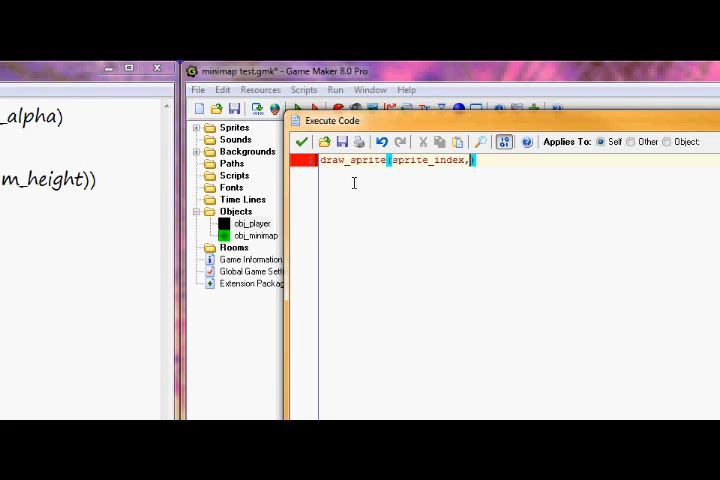 _alpha)
m_height))
minimap test.gmk* - Game Maker 8.0 Pro
File Edit Resources Scripts Run Window Help
Execute Code
Applies To: Self Other Object:
draw_sprite(sprite_index,)
Sprites
Sounds
Backgrounds
Paths
Scripts
Fonts
Time Lines
Objects
obj_player
obj_minimap
Rooms
Game Information
Global Game Setti
Extension Packag